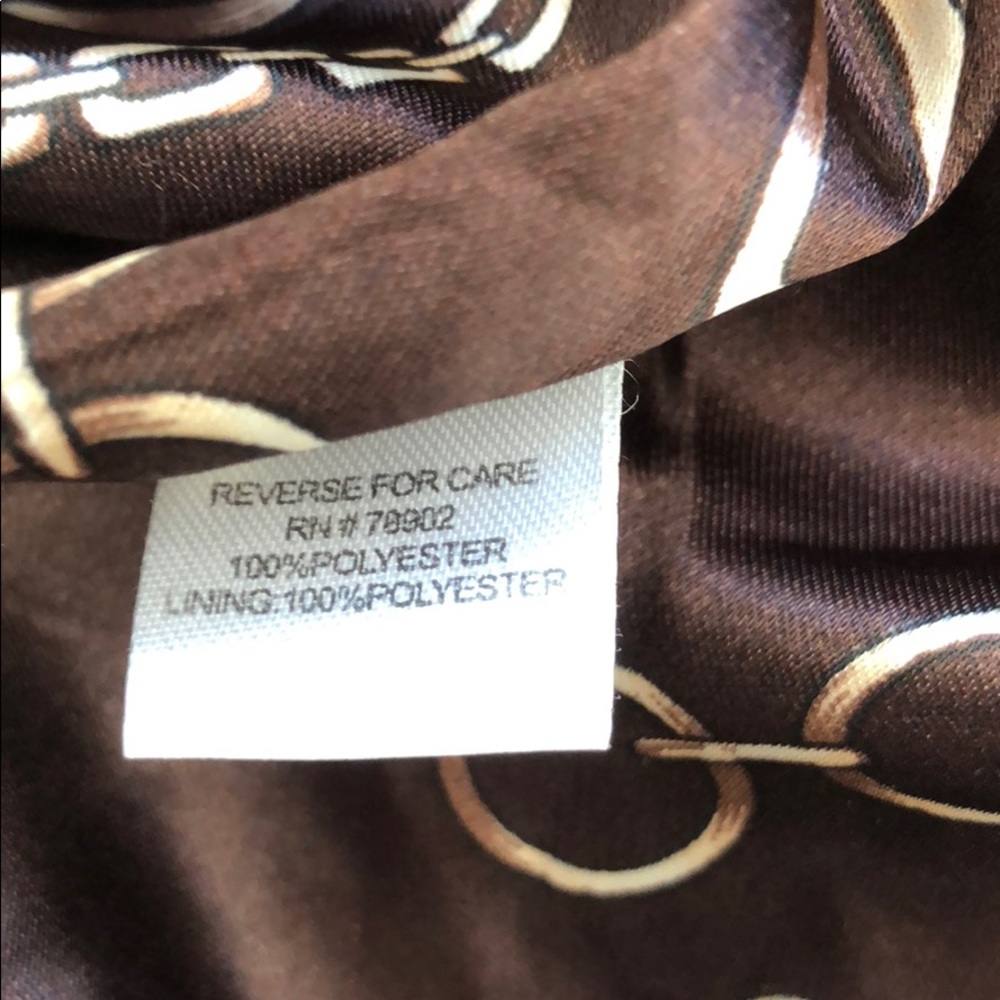 REVERSE FOR CARE
RN # 78902
100%POLYESTER
LINING:100%POLYESTER